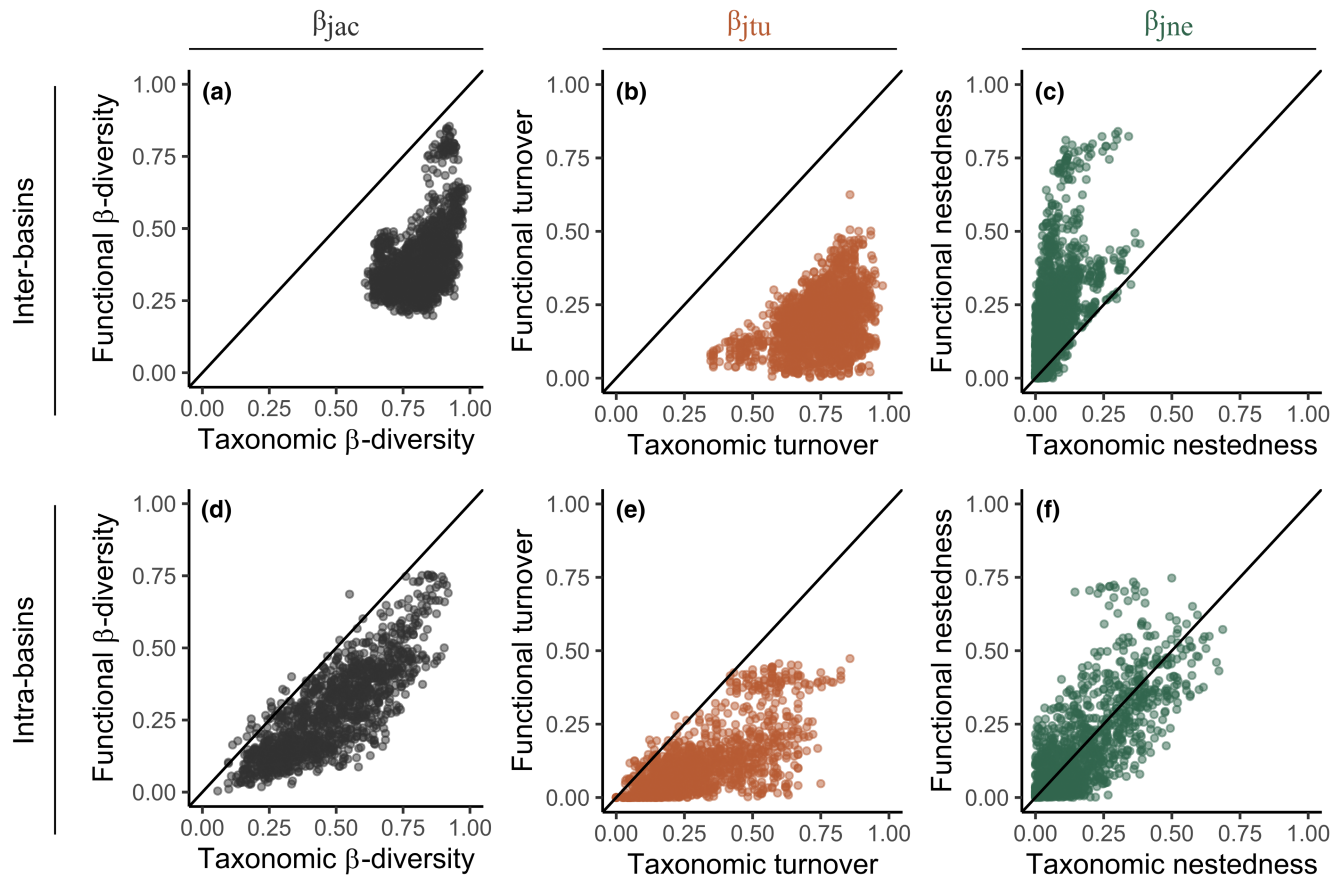 βjac
βjtu
βjne
Inter-basins
(a)
Functional β-diversity
1.00
0.75
0.50
0.25
0.00
0.00 0.25 0.50 0.75 1.00
Taxonomic β-diversity
(b)
Functional turnover
1.00
0.75
0.50
0.25
0.00
0.00 0.25 0.50 0.75 1.00
Taxonomic turnover
(c)
Functional nestedness
1.00
0.75
0.50
0.25
0.00
0.00 0.25 0.50 0.75 1.00
Taxonomic nestedness
Intra-basins
(d)
Functional β-diversity
1.00
0.75
0.50
0.25
0.00
0.00 0.25 0.50 0.75 1.00
Taxonomic β-diversity
(e)
Functional turnover
1.00
0.75
0.50
0.25
0.00
0.00 0.25 0.50 0.75 1.00
Taxonomic turnover
(f)
Functional nestedness
1.00
0.75
0.50
0.25
0.00
0.00 0.25 0.50 0.75 1.00
Taxonomic nestedness